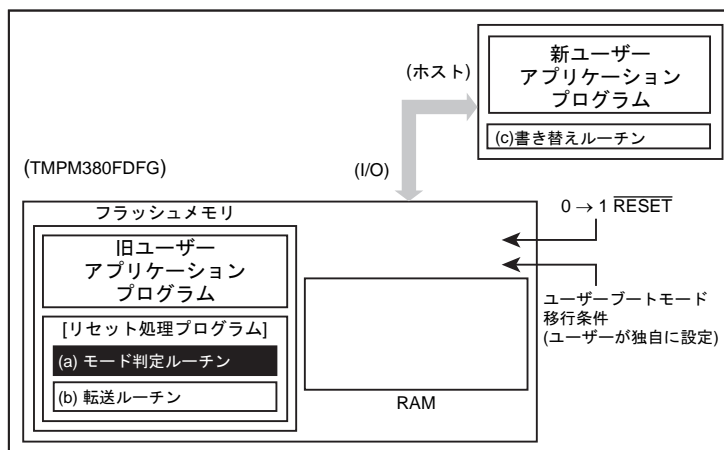 新ユーザー
アプリケーション
プログラム
(c)書き替えルーチン
(ホスト)
(I/O)
(TMPM380FDFG)
フラッシュメモリ
旧ユーザー
アプリケーション
プログラム
[リセット処理プログラム]
(a) モード判定ルーチン
(b) 転送ルーチン
RAM
0 → 1 RESET
ユーザーブートモード
移行条件
(ユーザーが独自に設定)